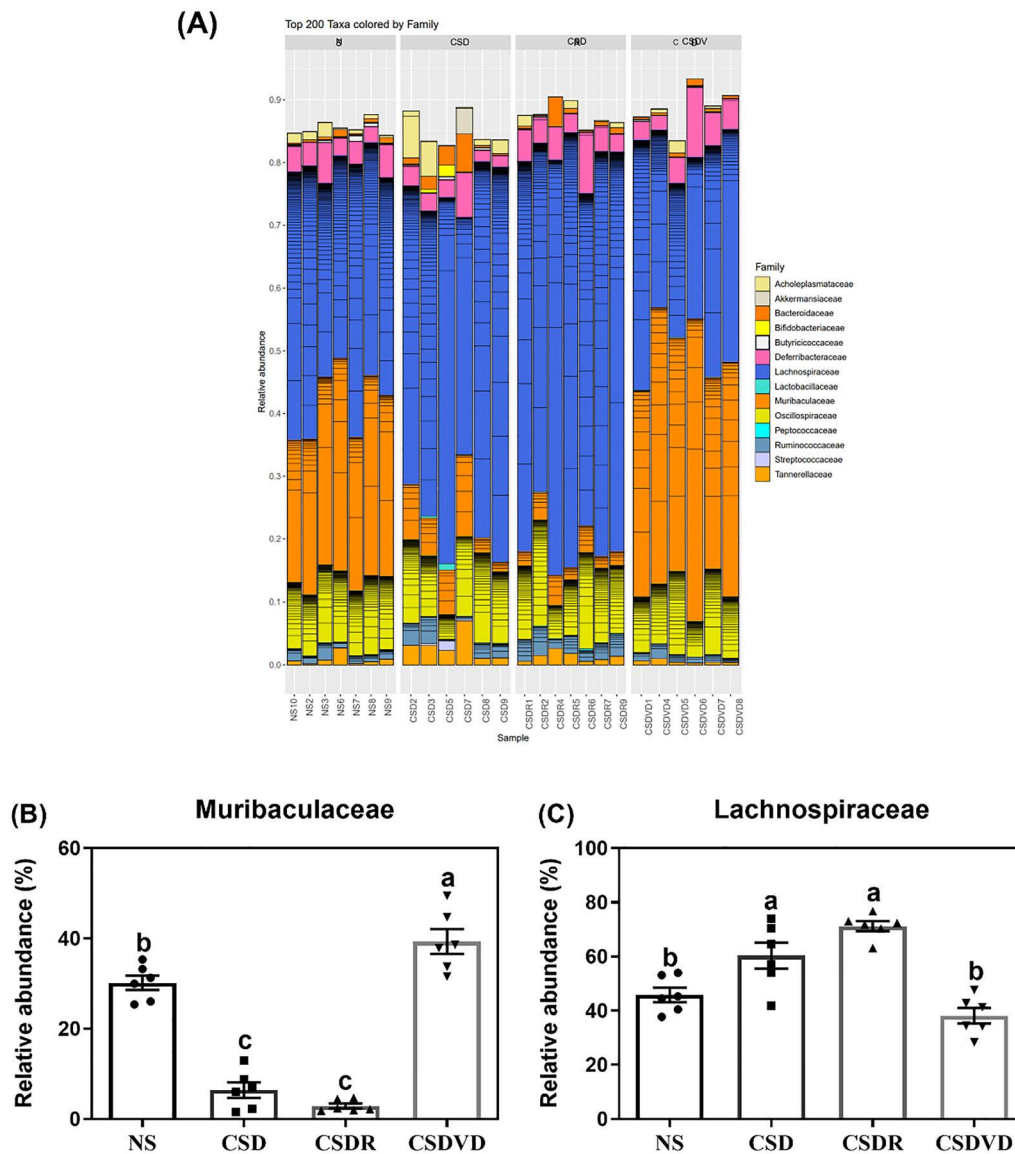 (A)
Top 200 Taxa colored by Family
CSD
CSDV
0.9
0.8
0.7
0.6
0.5
0.4
0.3
0.2
0.1
0.0
Relative abundance
NS10 NS2 NS3 NS6 NS7 NS8 NS9
CSD2 CSD3 CSD5 CSD7 CSD8 CSD9
CSDR1 CSDR2 CSDR4 CSDR5 CSDR6 CSDR7 CSDR9
CSDVD1 CSDVD4 CSDVD5 CSDVD6 CSDVD7 CSDVD8
Sample
Family
Acholeplasmataceae
Akkermansiaceae
Bacteroidaceae
Bifidobacteriaceae
Butyricicoccaceae
Deferribacteraceae
Lachnospiraceae
Lactobacillaceae
Muribaculaceae
Oscillospiraceae
Peptococcaceae
Ruminococcaceae
Streptococcaceae
Tannerellaceae
(B)
Muribaculaceae
Relative abundance (%)
60
40
20
0
b
c
c
a
NS CSD CSDR CSDVD
(C)
Lachnospiraceae
Relative abundance (%)
100
80
60
40
20
0
b
a
a
b
NS CSD CSDR CSDVD